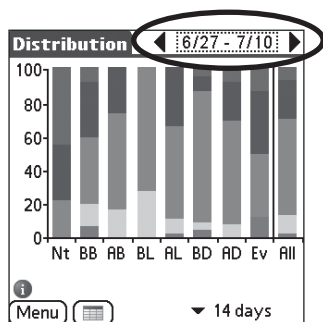 Distribution ◀ 6/27 - 7/10 ▶
100
80
60
40
20
0
Nt BB AB BL AL BD AD Ev All
i
Menu ▼ 14 days